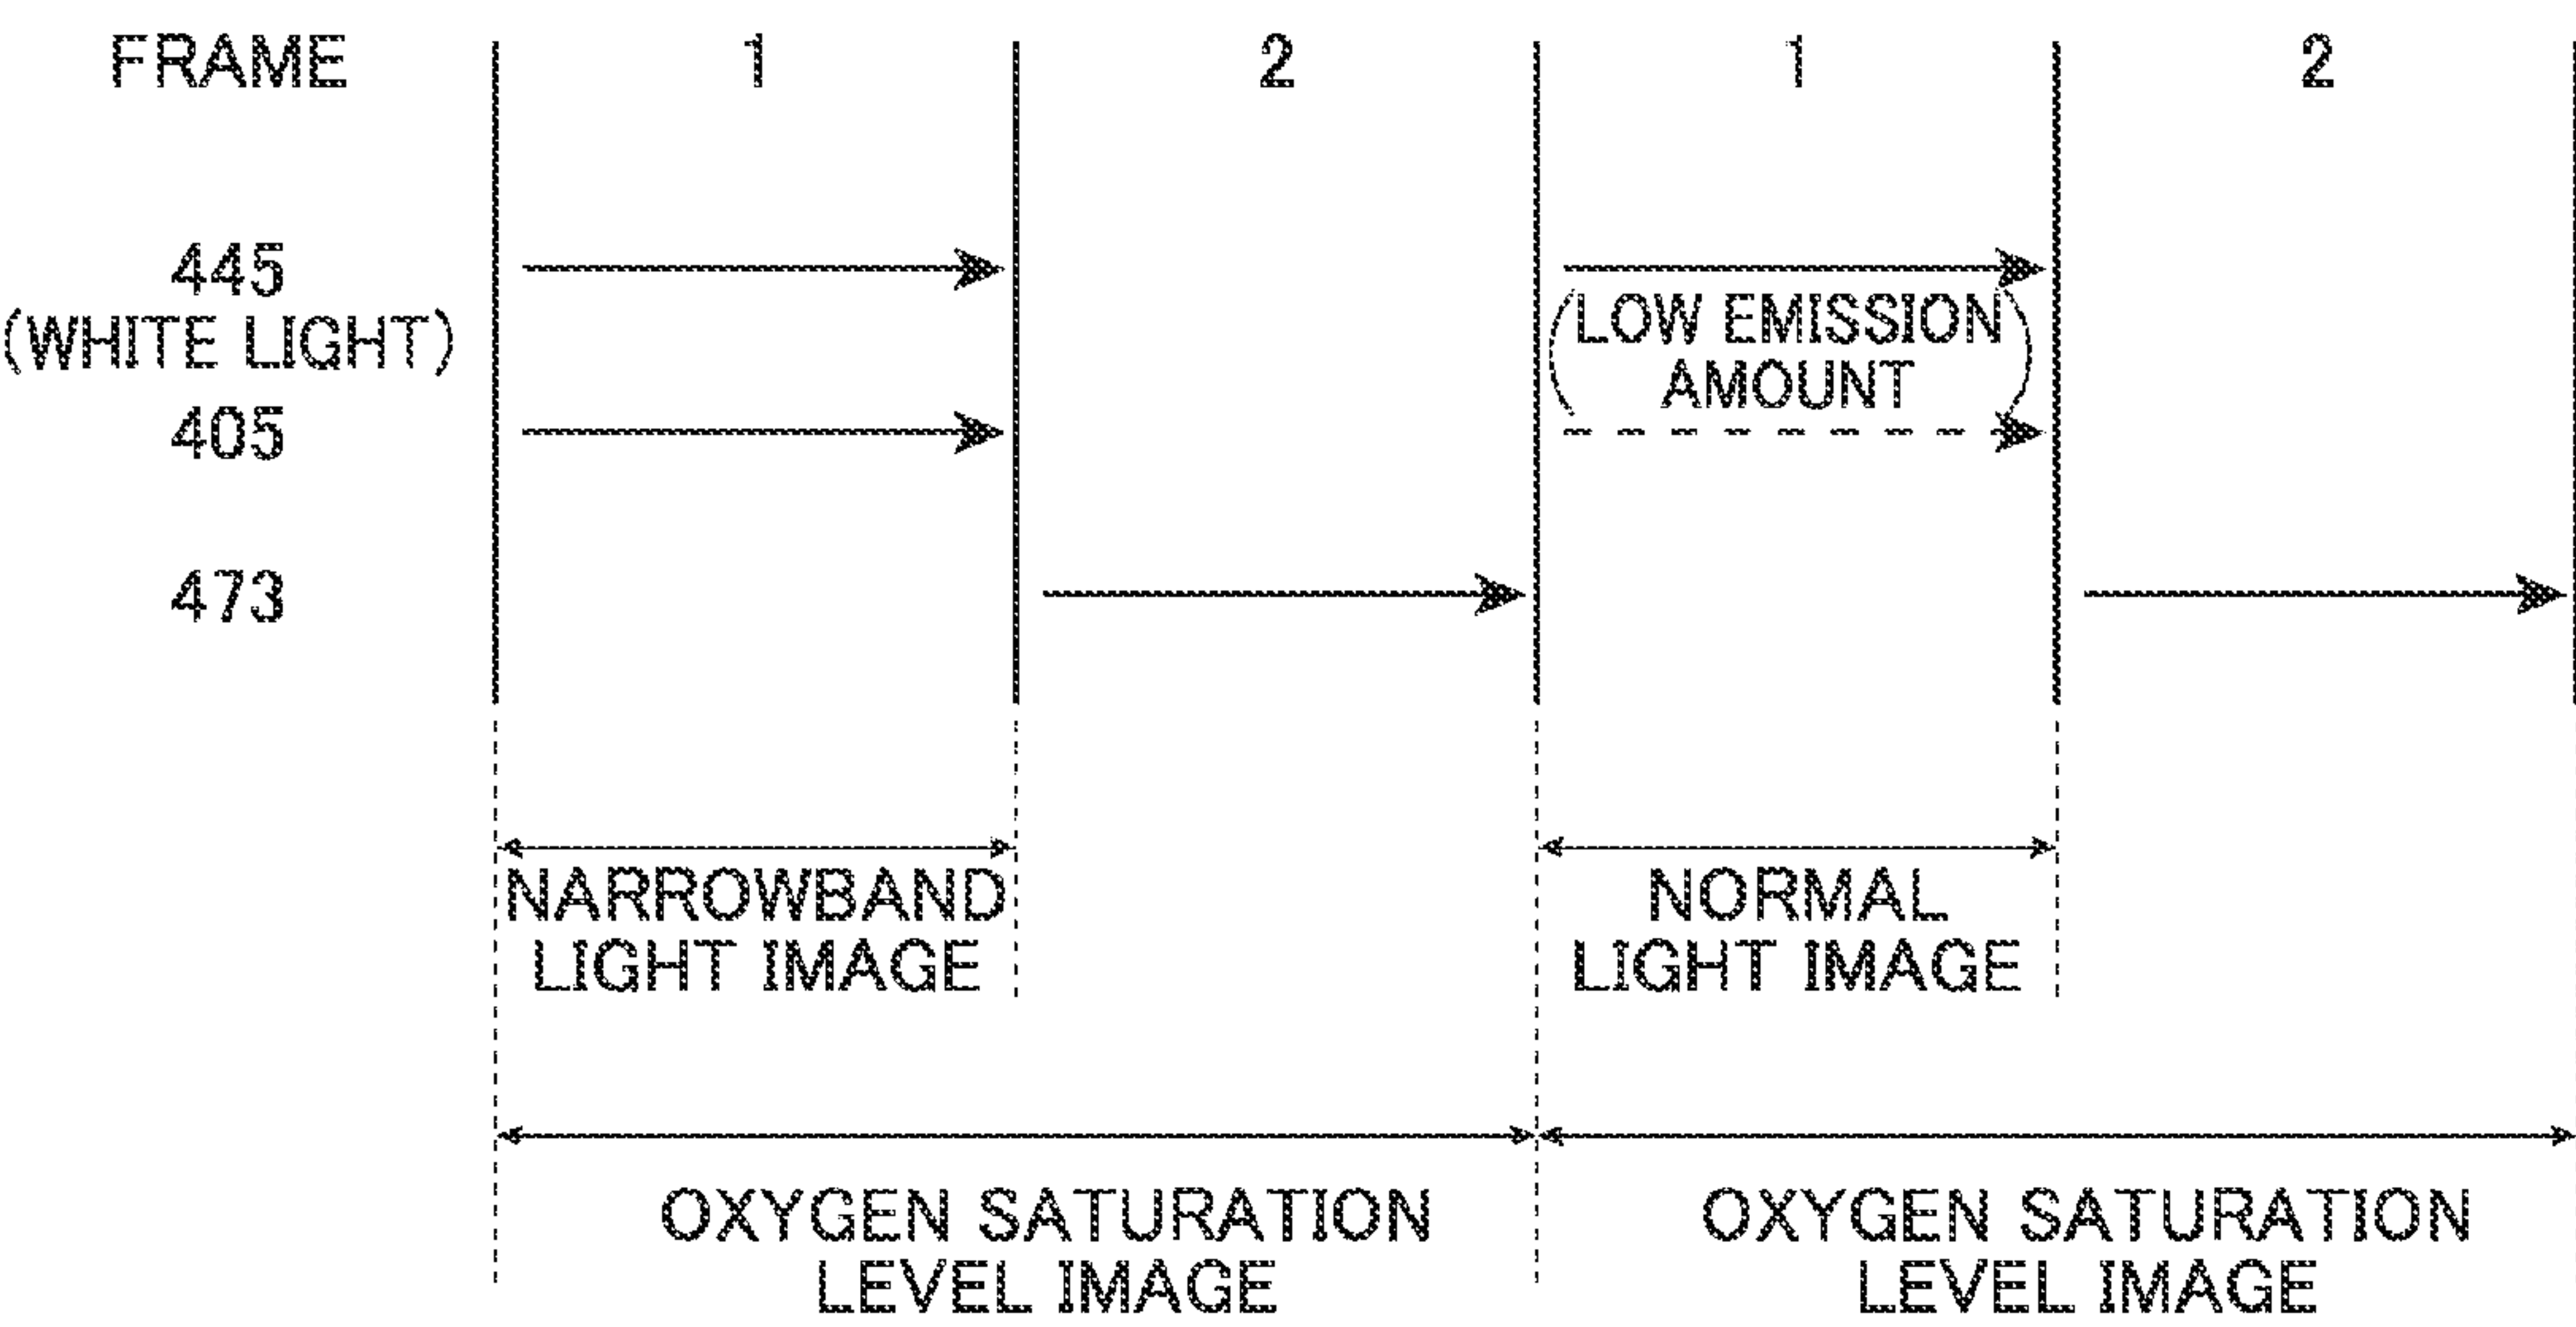 FRAME 1 2 1 2
445
(WHITE LIGHT)
(LOW EMISSION
AMOUNT)
405
473
NARROWBAND
LIGHT IMAGE
NORMAL
LIGHT IMAGE
OXYGEN SATURATION
LEVEL IMAGE
OXYGEN SATURATION
LEVEL IMAGE